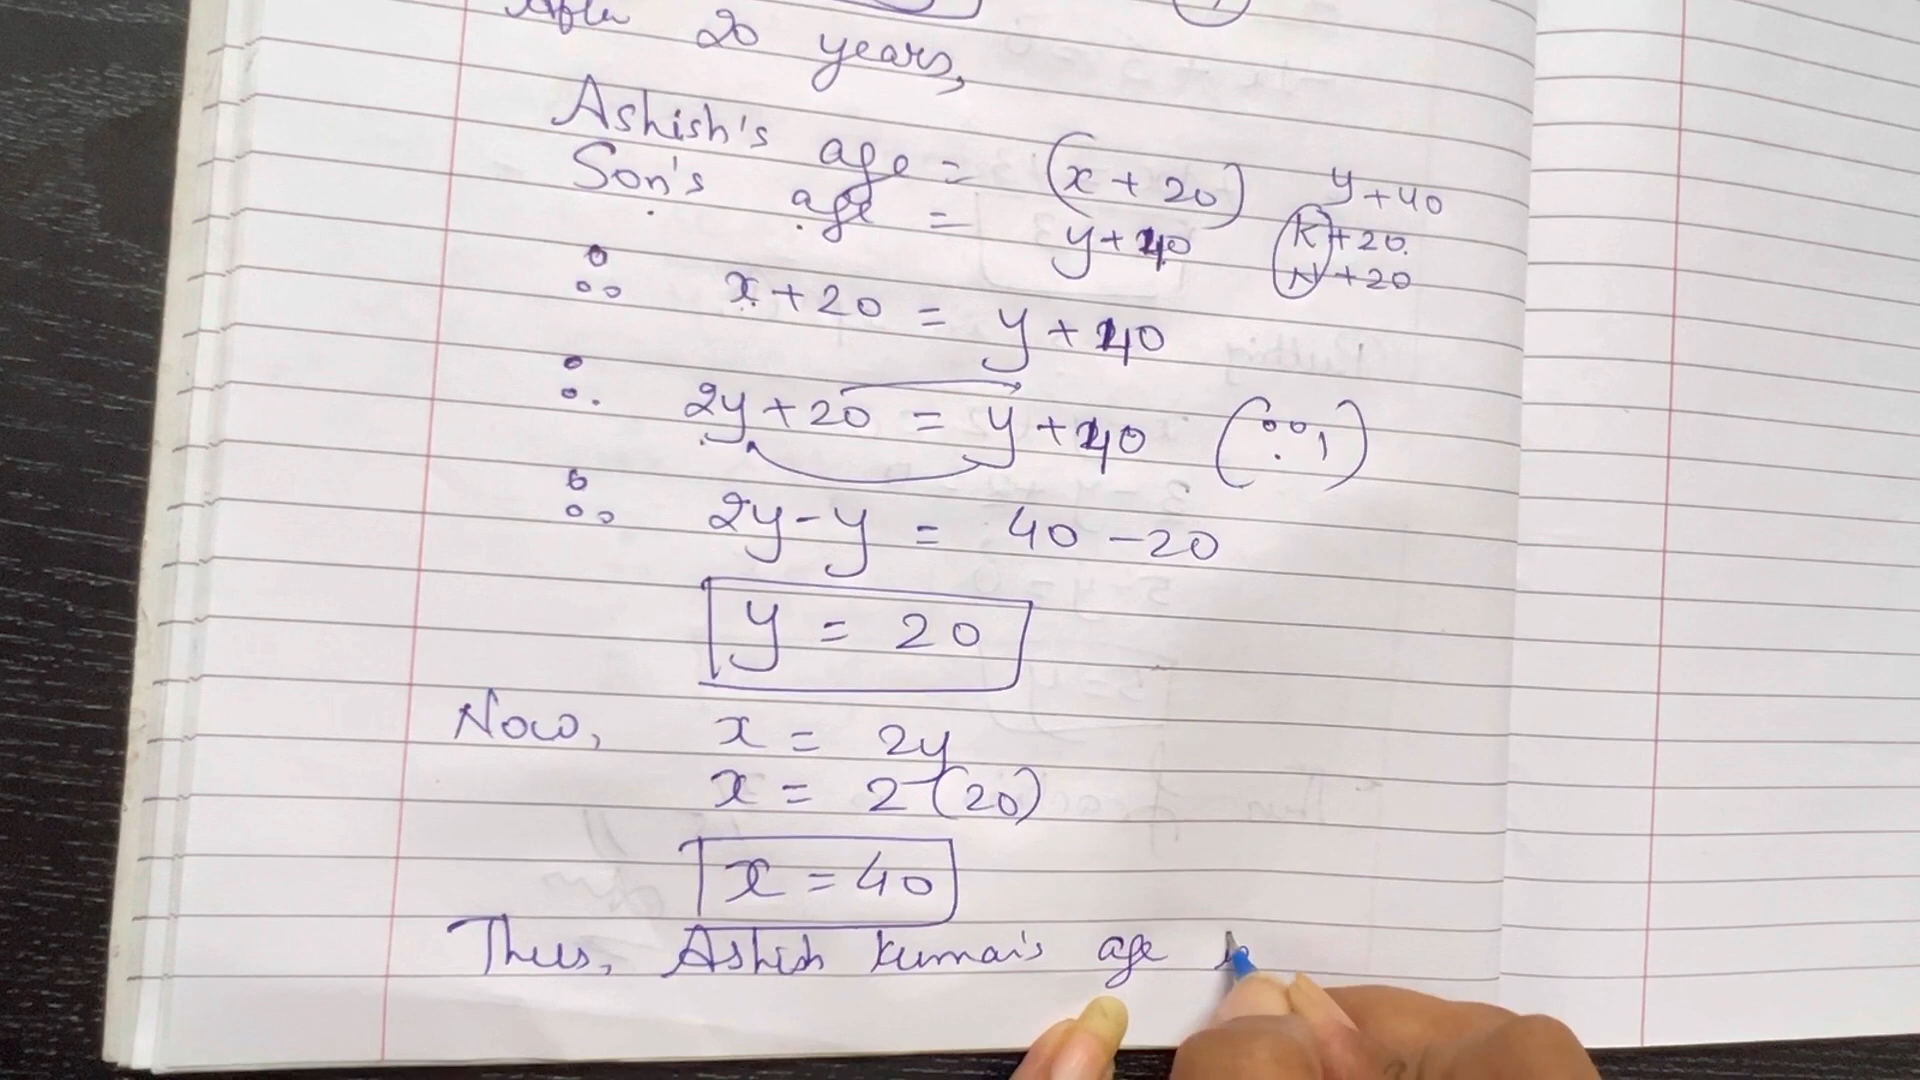 After 20 years,
Ashish's age = (x + 20)
Son's age = y + 40
y + 40
K + 20.
N + 20
∴ x + 20 = y + 40
∴ 2y + 20 = y + 40 (∵ 1)
∴ 2y - y = 40 - 20
y = 20
Now, x = 2y
x = 2 (20)
x = 40
Thus, Ashish Kumar's age is